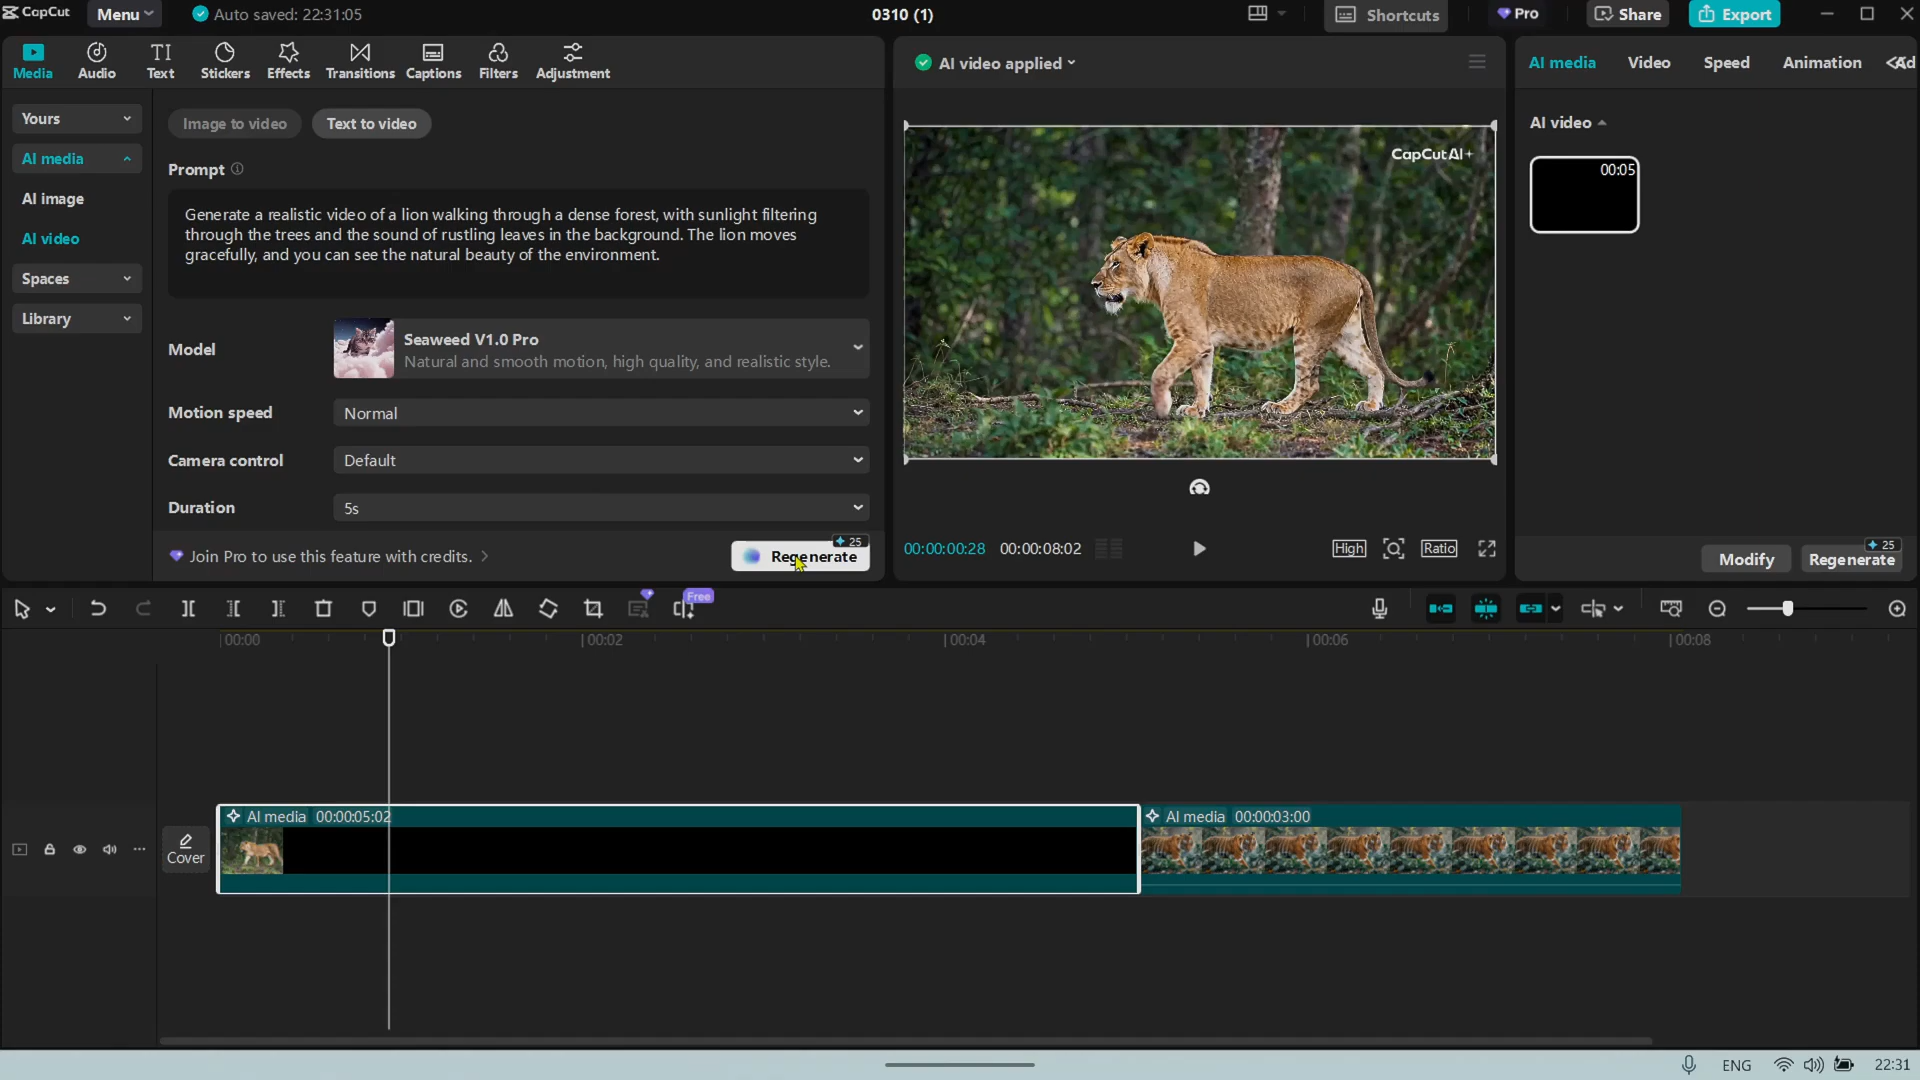 CapCut
Menu
Auto saved: 22:31:05
0310 (1)
Shortcuts
Pro
Share
Export
Media
Audio
Text
Stickers
Effects
Transitions
Captions
Filters
Adjustment
Yours
AI media
AI image
AI video
Spaces
Library
Image to video
Text to video
Prompt
Generate a realistic video of a lion walking through a dense forest, with sunlight filtering
through the trees and the sound of rustling leaves in the background. The lion moves
gracefully, and you can see the natural beauty of the environment.
Model
Seaweed V1.0 Pro
Natural and smooth motion, high quality, and realistic style.
Motion speed
Normal
Camera control
Default
Duration
5s
Join Pro to use this feature with credits.
25
Regenerate
AI video applied
CapCut AI+
00:00:00:28
00:00:08:02
High
Ratio
AI media
Video
Speed
Animation
AI video
00:05
Modify
25
Regenerate
Free
00:00
00:02
00:04
00:06
00:08
Cover
AI media 00:00:05:02
AI media 00:00:03:00
ENG
22:31